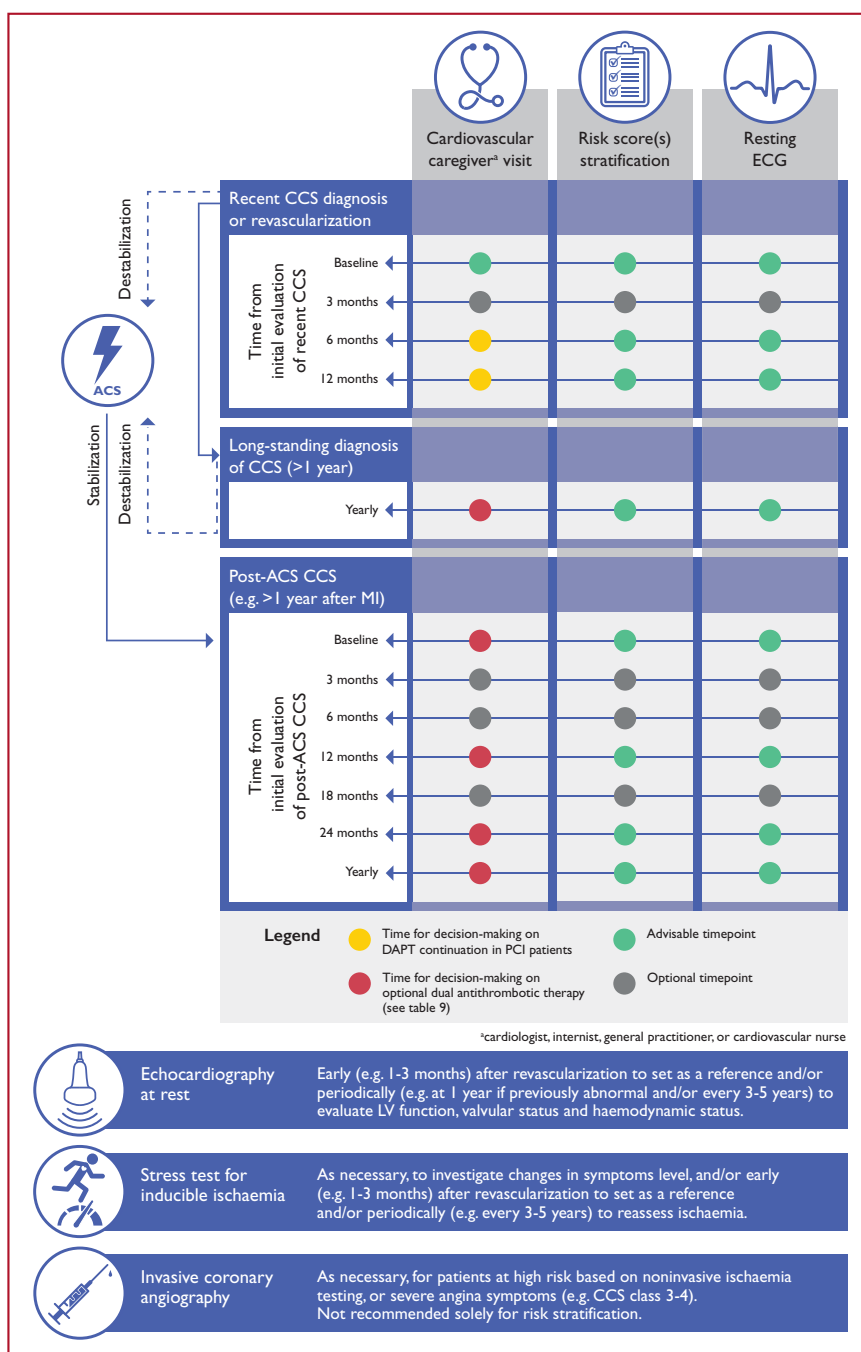 Cardiovascular
caregiverᵃ visit
Risk score(s)
stratification
Resting
ECG
Recent CCS diagnosis
or revascularization
Destabilization
Time from
initial evaluation
of recent CCS
Baseline
3 months
6 months
12 months
ACS
Long-standing diagnosis
of CCS (>1 year)
Stabilization
Destabilization
Yearly
Post-ACS CCS
(e.g. >1 year after MI)
Time from
initial evaluation
of post-ACS CCS
Baseline
3 months
6 months
12 months
18 months
24 months
Yearly
Legend
Time for decision-making on
DAPT continuation in PCI patients
Advisable timepoint
Time for decision-making on
optional dual antithrombotic therapy
(see table 9)
Optional timepoint
ᵃcardiologist, internist, general practitioner, or cardiovascular nurse
Echocardiography
at rest
Early (e.g. 1-3 months) after revascularization to set as a reference and/or
periodically (e.g. at 1 year if previously abnormal and/or every 3-5 years) to
evaluate LV function, valvular status and haemodynamic status.
Stress test for
inducible ischaemia
As necessary, to investigate changes in symptoms level, and/or early
(e.g. 1-3 months) after revascularization to set as a reference
and/or periodically (e.g. every 3-5 years) to reassess ischaemia.
Invasive coronary
angiography
As necessary, for patients at high risk based on noninvasive ischaemia
testing, or severe angina symptoms (e.g. CCS class 3-4).
Not recommended solely for risk stratification.